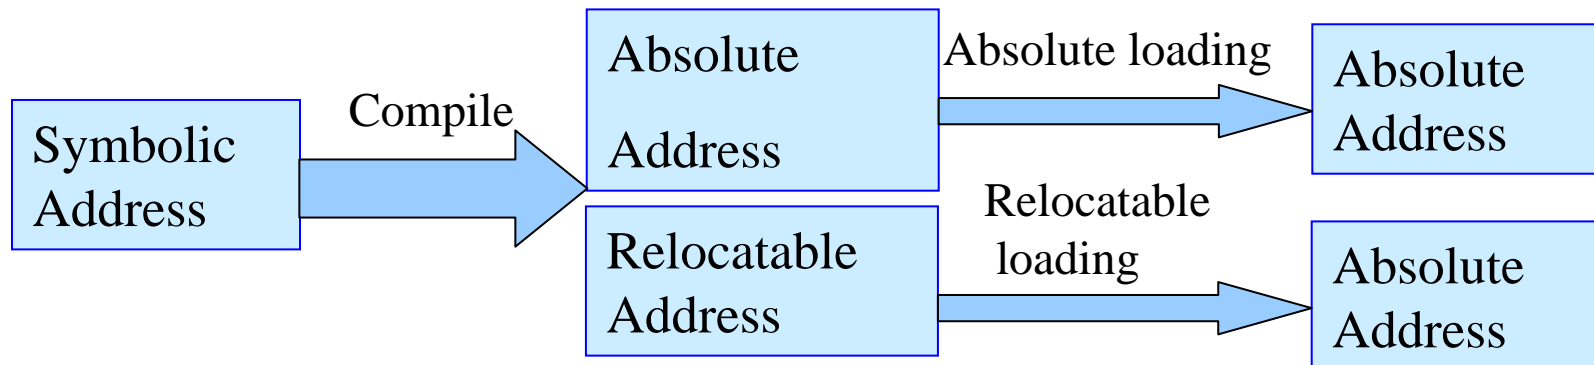 Symbolic
Address
Compile
Absolute
Address
Absolute loading
Absolute
Address
Relocatable
Address
Relocatable
loading
Absolute
Address